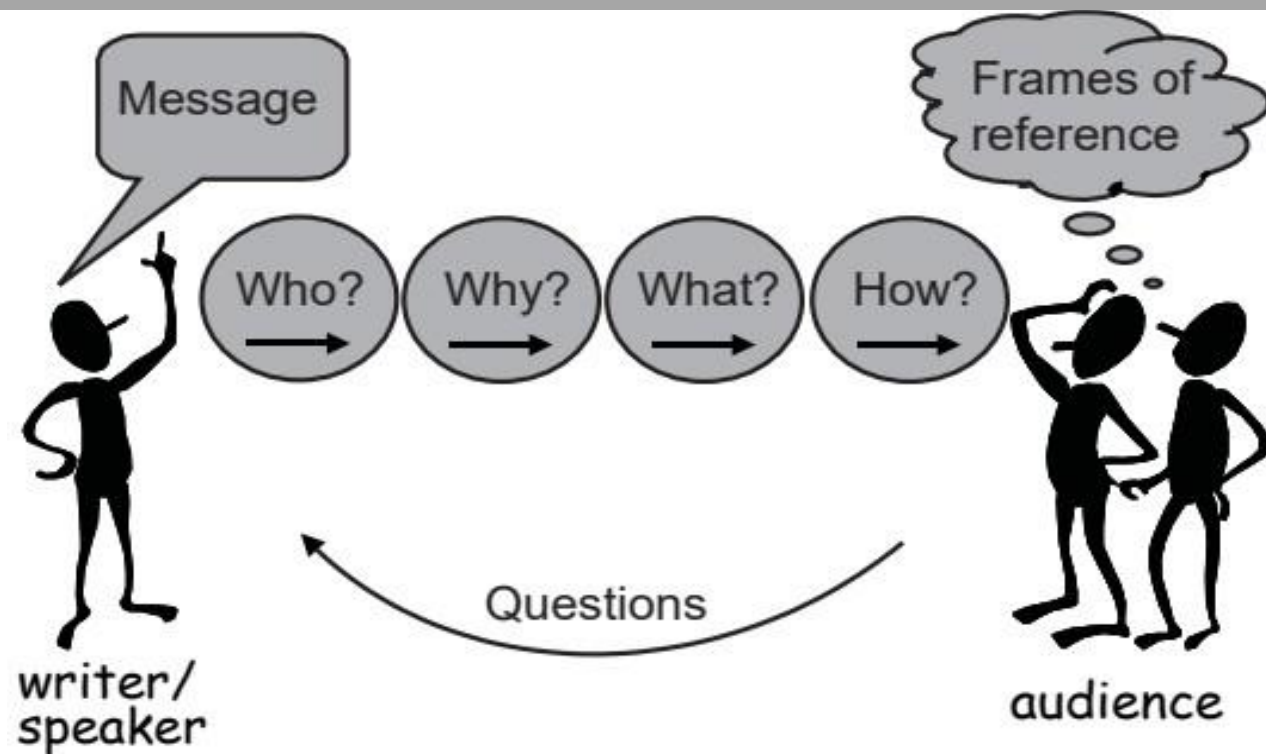 Message
Frames of
reference
Who?
Why?
What?
How?
Questions
writer/
speaker
audience